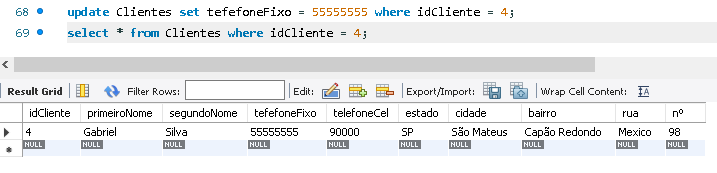 68 update Clientes set tefefoneFixo = 55555555 where idCliente = 4;
69 select * from Clientes where idCliente = 4;
Result Grid Filter Rows: Edit: Export/Import: Wrap Cell Content: IA
idCliente primeiroNome segundoNome tefefoneFixo telefoneCel estado cidade bairro rua nº
4 Gabriel Silva 55555555 90000 SP São Mateus Capão Redondo Mexico 98
NULL NULL NULL NULL NULL NULL NULL NULL NULL NULL